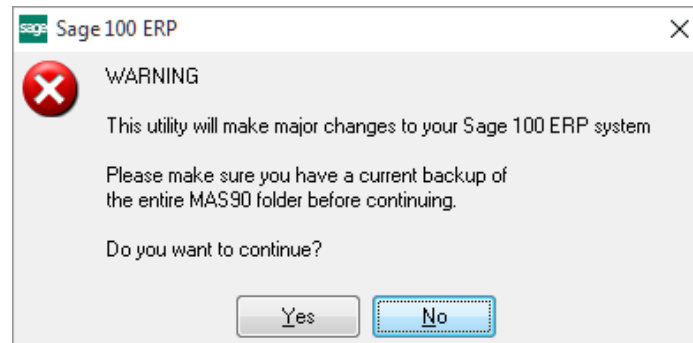 sage Sage 100 ERP
WARNING
This utility will make major changes to your Sage 100 ERP system
Please make sure you have a current backup of
the entire MAS90 folder before continuing.
Do you want to continue?
Yes No